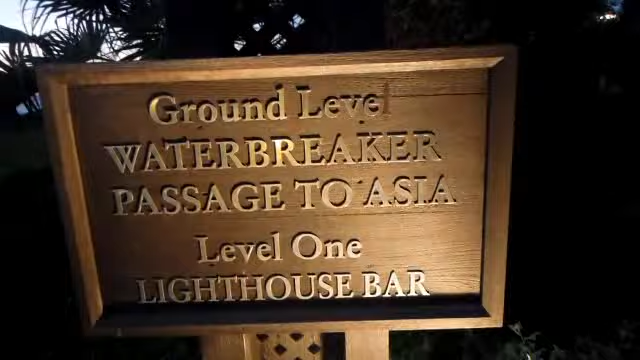 Ground Level
WATERBREAKER
PASSAGE TO ASIA
Level One
LIGHTHOUSE BAR